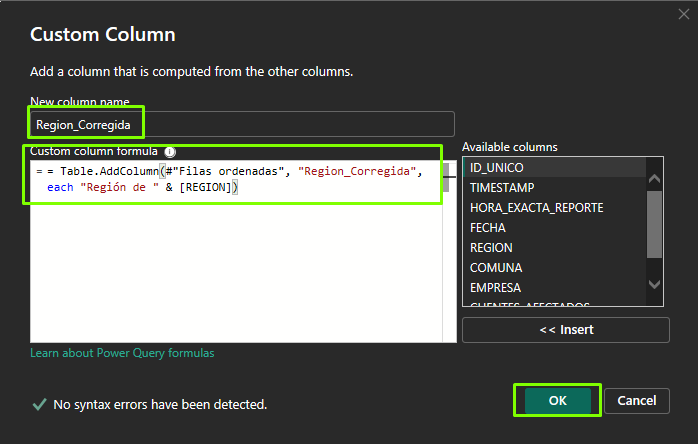 Custom Column
Add a column that is computed from the other columns.
New column name
Region_Corregida
Custom column formula
Available columns
= = Table.AddColumn(#"Filas ordenadas", "Region_Corregida",
each "Región de " & [REGION])
ID_UNICO
TIMESTAMP
HORA_EXACTA_REPORTE
FECHA
REGION
COMUNA
EMPRESA
CLIENTES_AFECTADOS
<< Insert
Learn about Power Query formulas
No syntax errors have been detected.
OK
Cancel